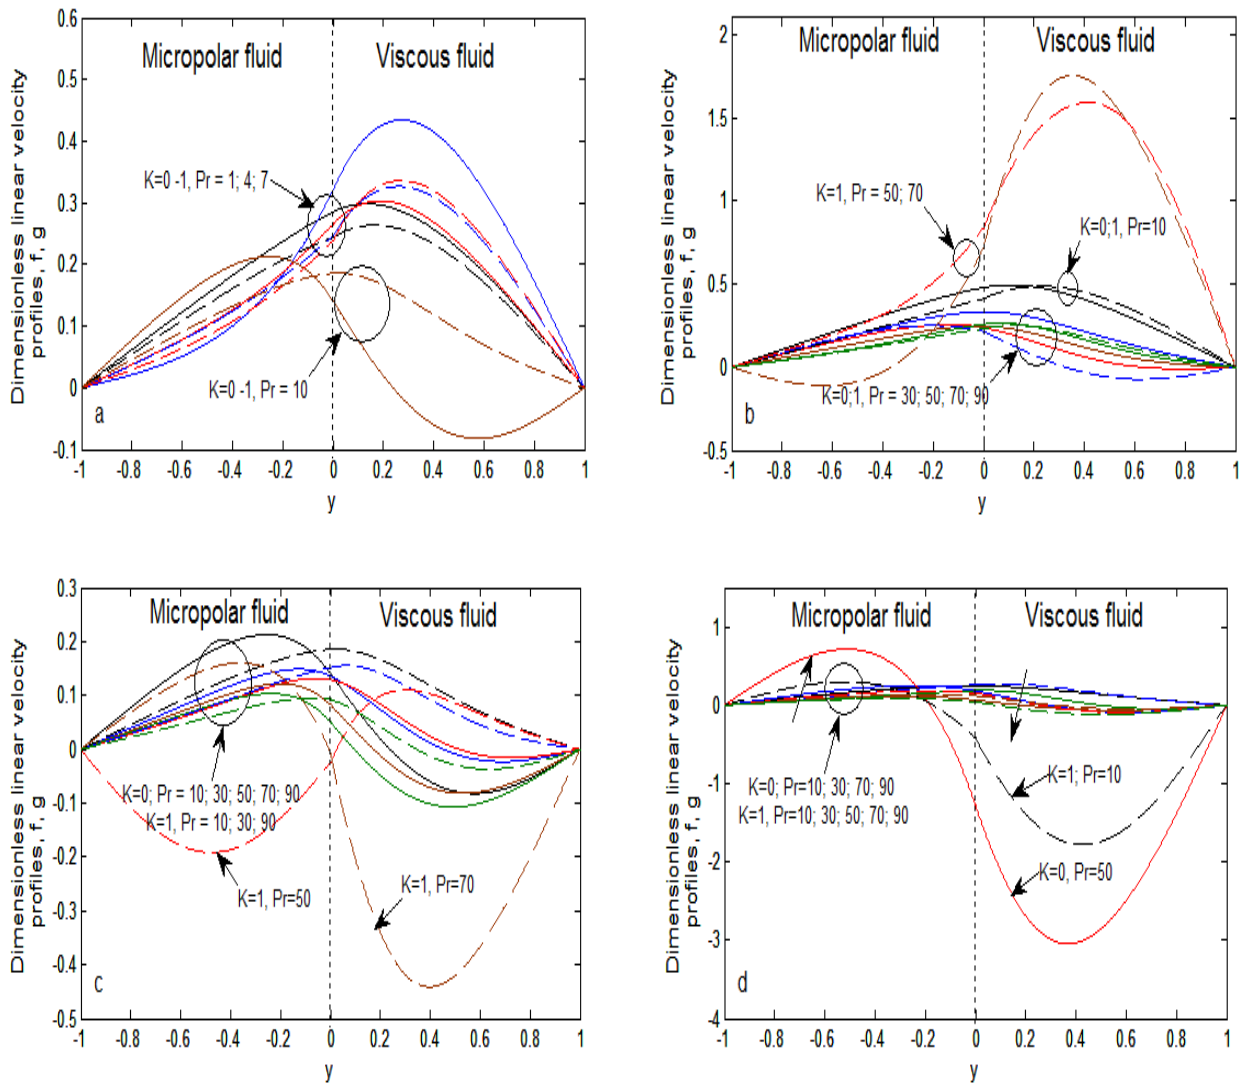 0.6
0.5
0.4
0.3
0.2
0.1
0
-0.1
Dimensionless linear velocity
profiles, f, g
Micropolar fluid
Viscous fluid
K=0 -1, Pr = 1; 4; 7
K=0 -1, Pr = 10
a
-1 -0.8 -0.6 -0.4 -0.2 0 0.2 0.4 0.6 0.8 1
y
2
1.5
1
0.5
0
-0.5
Dimensionless linear velocity
profiles, f, g
Micropolar fluid
Viscous fluid
K=1, Pr = 50; 70
K=0;1, Pr=10
K=0;1, Pr = 30; 50; 70; 90
b
-1 -0.8 -0.6 -0.4 -0.2 0 0.2 0.4 0.6 0.8 1
y
0.3
0.2
0.1
0
-0.1
-0.2
-0.3
-0.4
-0.5
Dimensionless linear velocity
profiles, f, g
Micropolar fluid
Viscous fluid
K=0; Pr = 10; 30; 50; 70; 90
K=1, Pr = 10; 30; 90
K=1, Pr=50
K=1, Pr=70
c
-1 -0.8 -0.6 -0.4 -0.2 0 0.2 0.4 0.6 0.8 1
y
1
0
-1
-2
-3
-4
Dimensionless linear velocity
profiles, f, g
Micropolar fluid
Viscous fluid
K=0; Pr=10; 30; 70; 90
K=1, Pr=10; 30; 50; 70; 90
K=1; Pr=10
K=0, Pr=50
d
-1 -0.8 -0.6 -0.4 -0.2 0 0.2 0.4 0.6 0.8 1
y